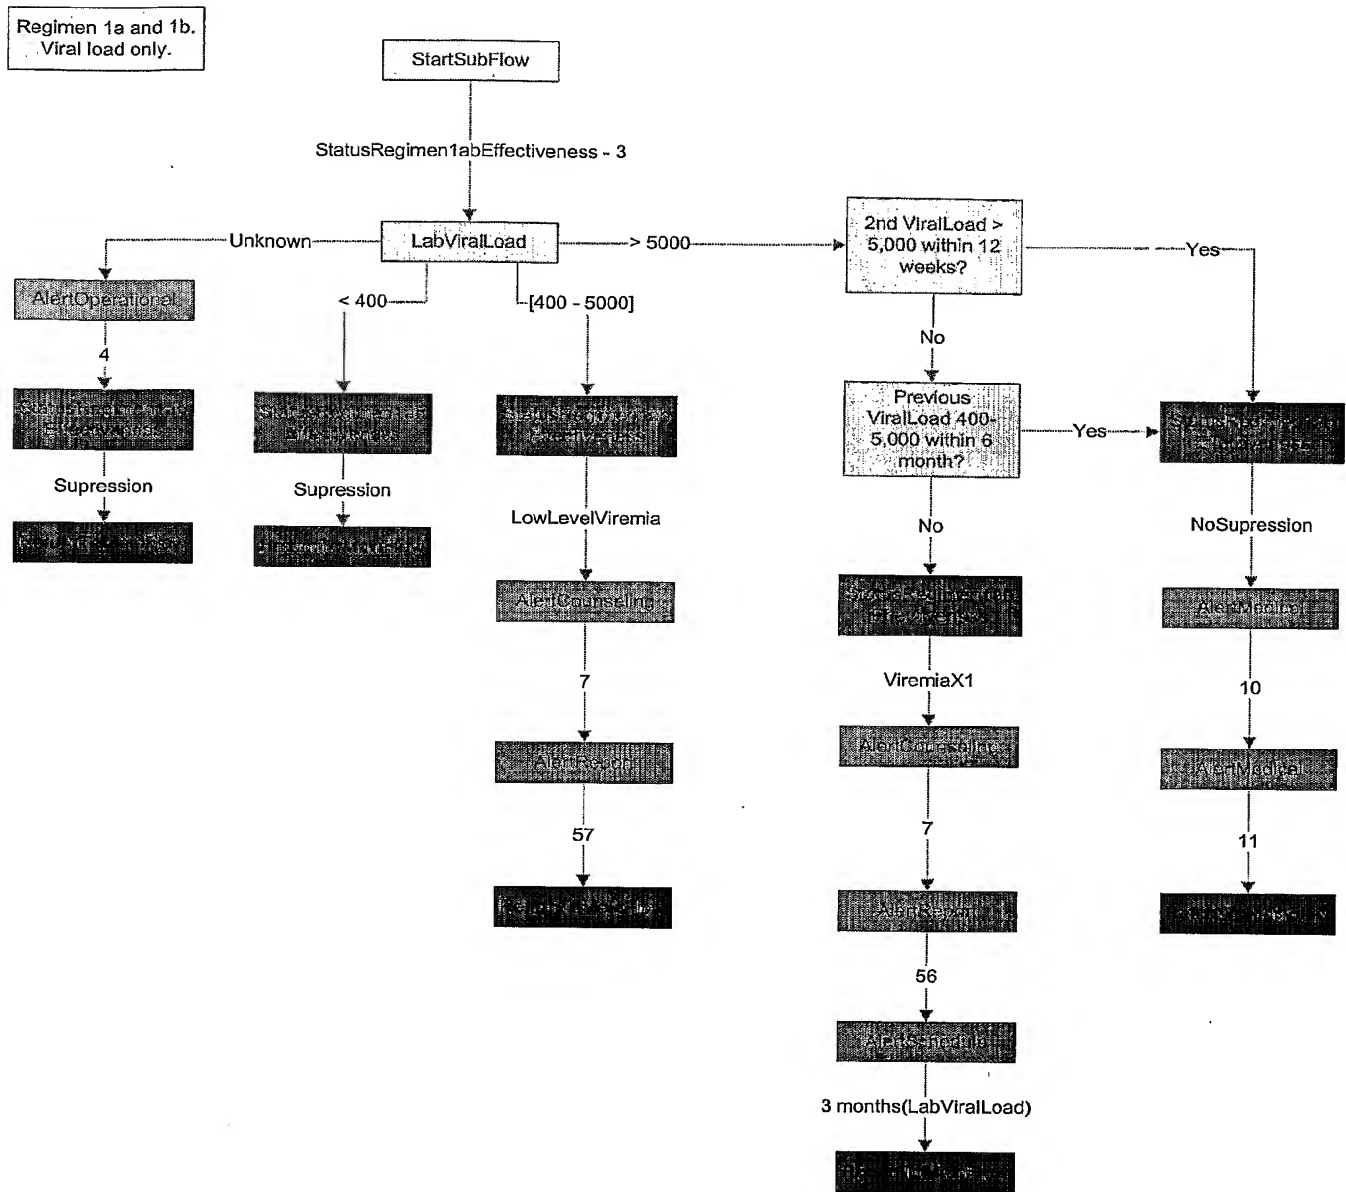 Regimen 1a and 1b.
Viral load only.
StartSubFlow
StatusRegimen1abEffectiveness - 3
LabViralLoad
Unknown
< 400
[400 - 5000]
> 5000
2nd ViralLoad >
5,000 within 12
weeks?
Yes
No
AlertOperational
4
Supression
Supression
LowLevelViremia
AlertCounseling
7
AlertReport
57
Previous
ViralLoad 400-
5,000 within 6
month?
Yes
No
ViremiaX1
AlertCounseling
7
AlertReport
56
AlertSchedule
3 months(LabViralLoad)
NoSupression
AlertMedical
10
AlertMedical
11